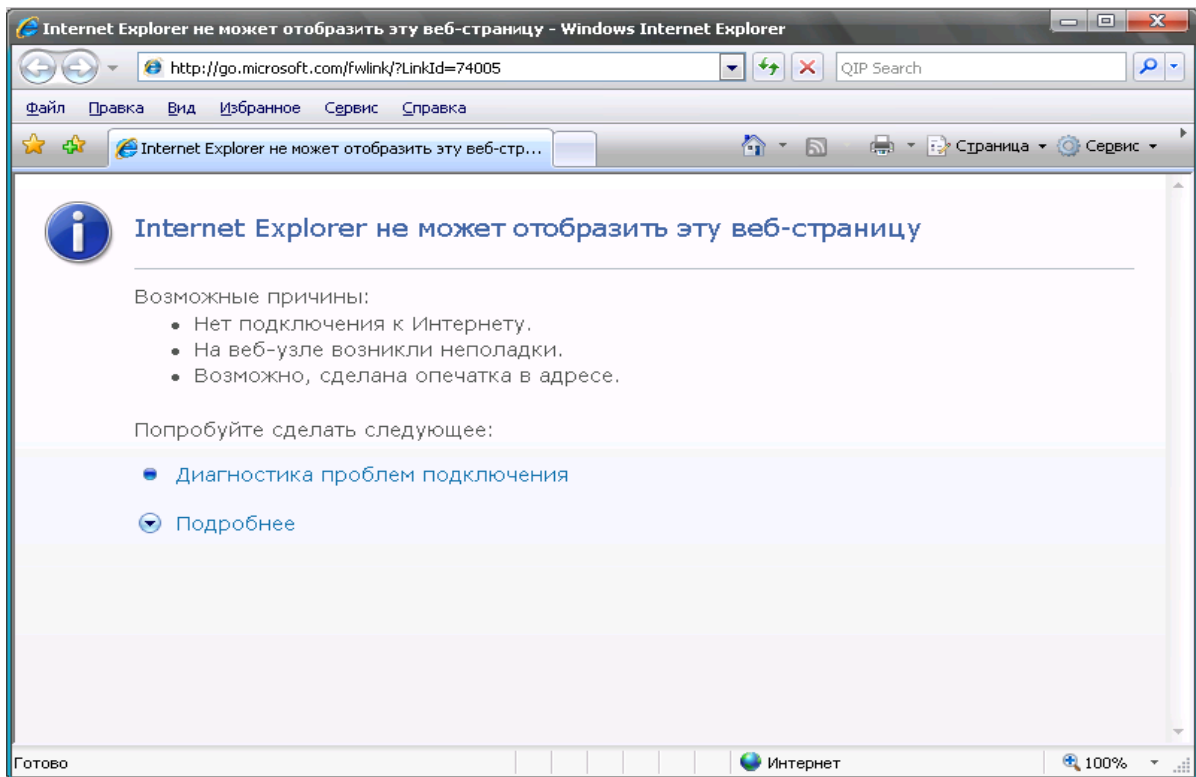 Internet Explorer не может отобразить эту веб-страницу - Windows Internet Explorer
http://go.microsoft.com/fwlink/?LinkId=74005
QIP Search
Файл Правка Вид Избранное Сервис Справка
Internet Explorer не может отобразить эту веб-стр...
Страница
Сервис
Internet Explorer не может отобразить эту веб-страницу
Возможные причины:
Нет подключения к Интернету.
На веб-узле возникли неполадки.
Возможно, сделана опечатка в адресе.
Попробуйте сделать следующее:
Диагностика проблем подключения
Подробнее
Готово
Интернет
100%